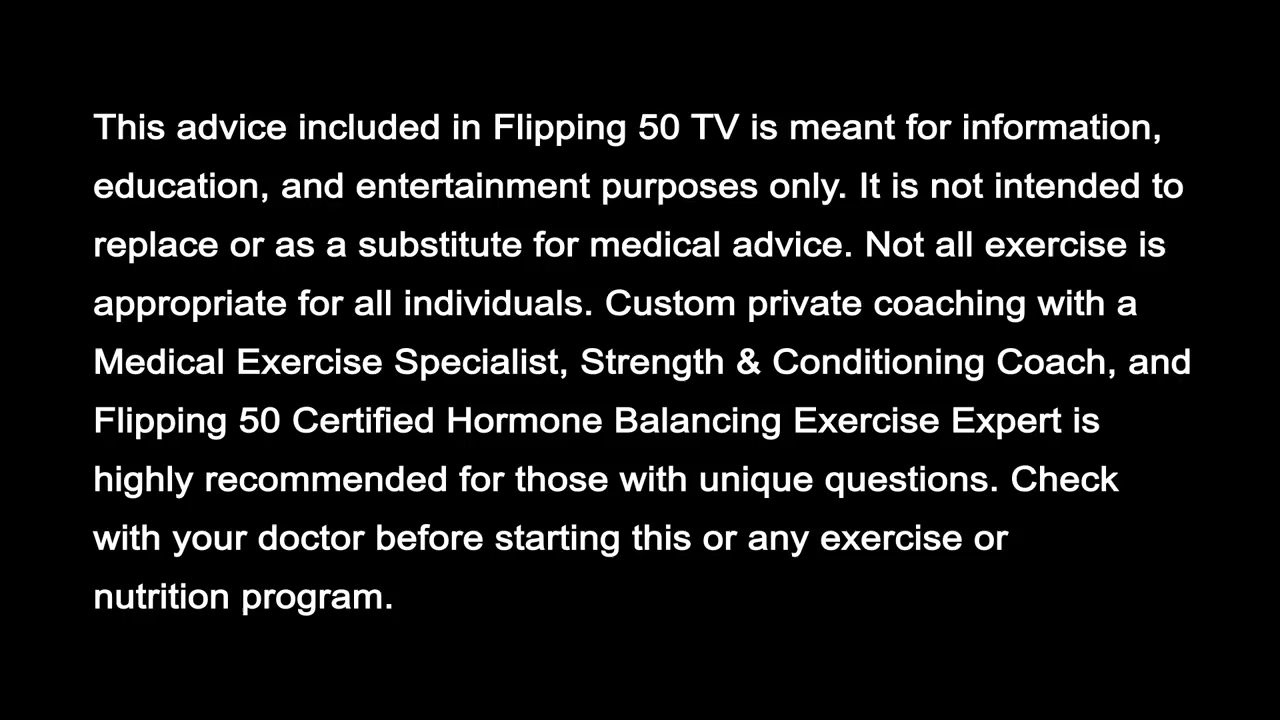 This advice included in Flipping 50 TV is meant for information,
education, and entertainment purposes only. It is not intended to
replace or as a substitute for medical advice. Not all exercise is
appropriate for all individuals. Custom private coaching with a
Medical Exercise Specialist, Strength & Conditioning Coach, and
Flipping 50 Certified Hormone Balancing Exercise Expert is
highly recommended for those with unique questions. Check
with your doctor before starting this or any exercise or
nutrition program.